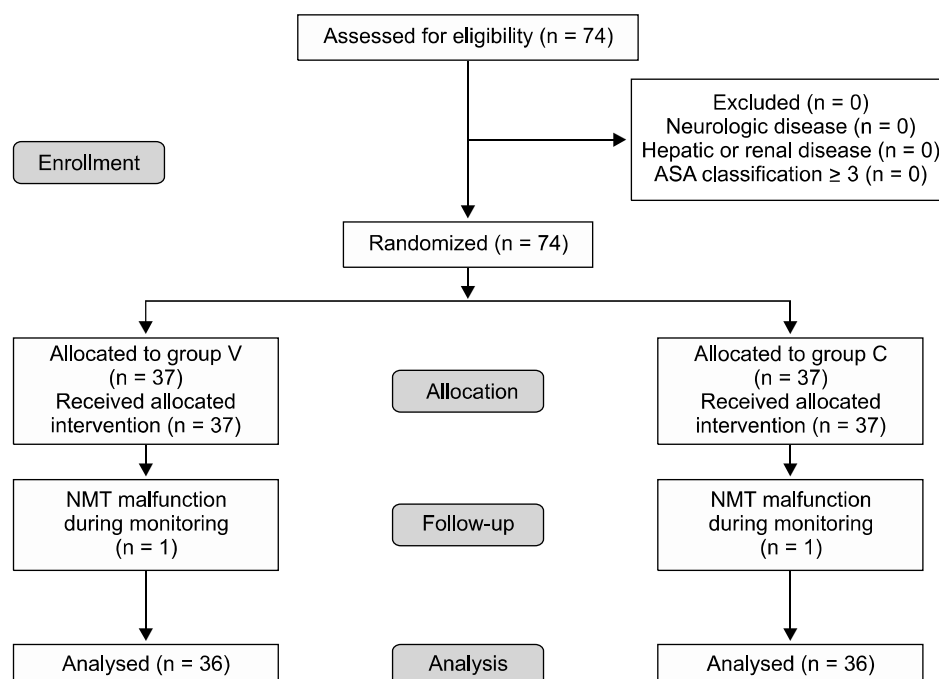 Assessed for eligibility (n = 74)
Excluded (n = 0)
Neurologic disease (n = 0)
Hepatic or renal disease (n = 0)
ASA classification ≥ 3 (n = 0)
Enrollment
Randomized (n = 74)
Allocated to group V
(n = 37)
Received allocated
intervention (n = 37)
Allocation
Allocated to group C
(n = 37)
Received allocated
intervention (n = 37)
NMT malfunction
during monitoring
(n = 1)
Follow-up
NMT malfunction
during monitoring
(n = 1)
Analysed (n = 36)
Analysis
Analysed (n = 36)